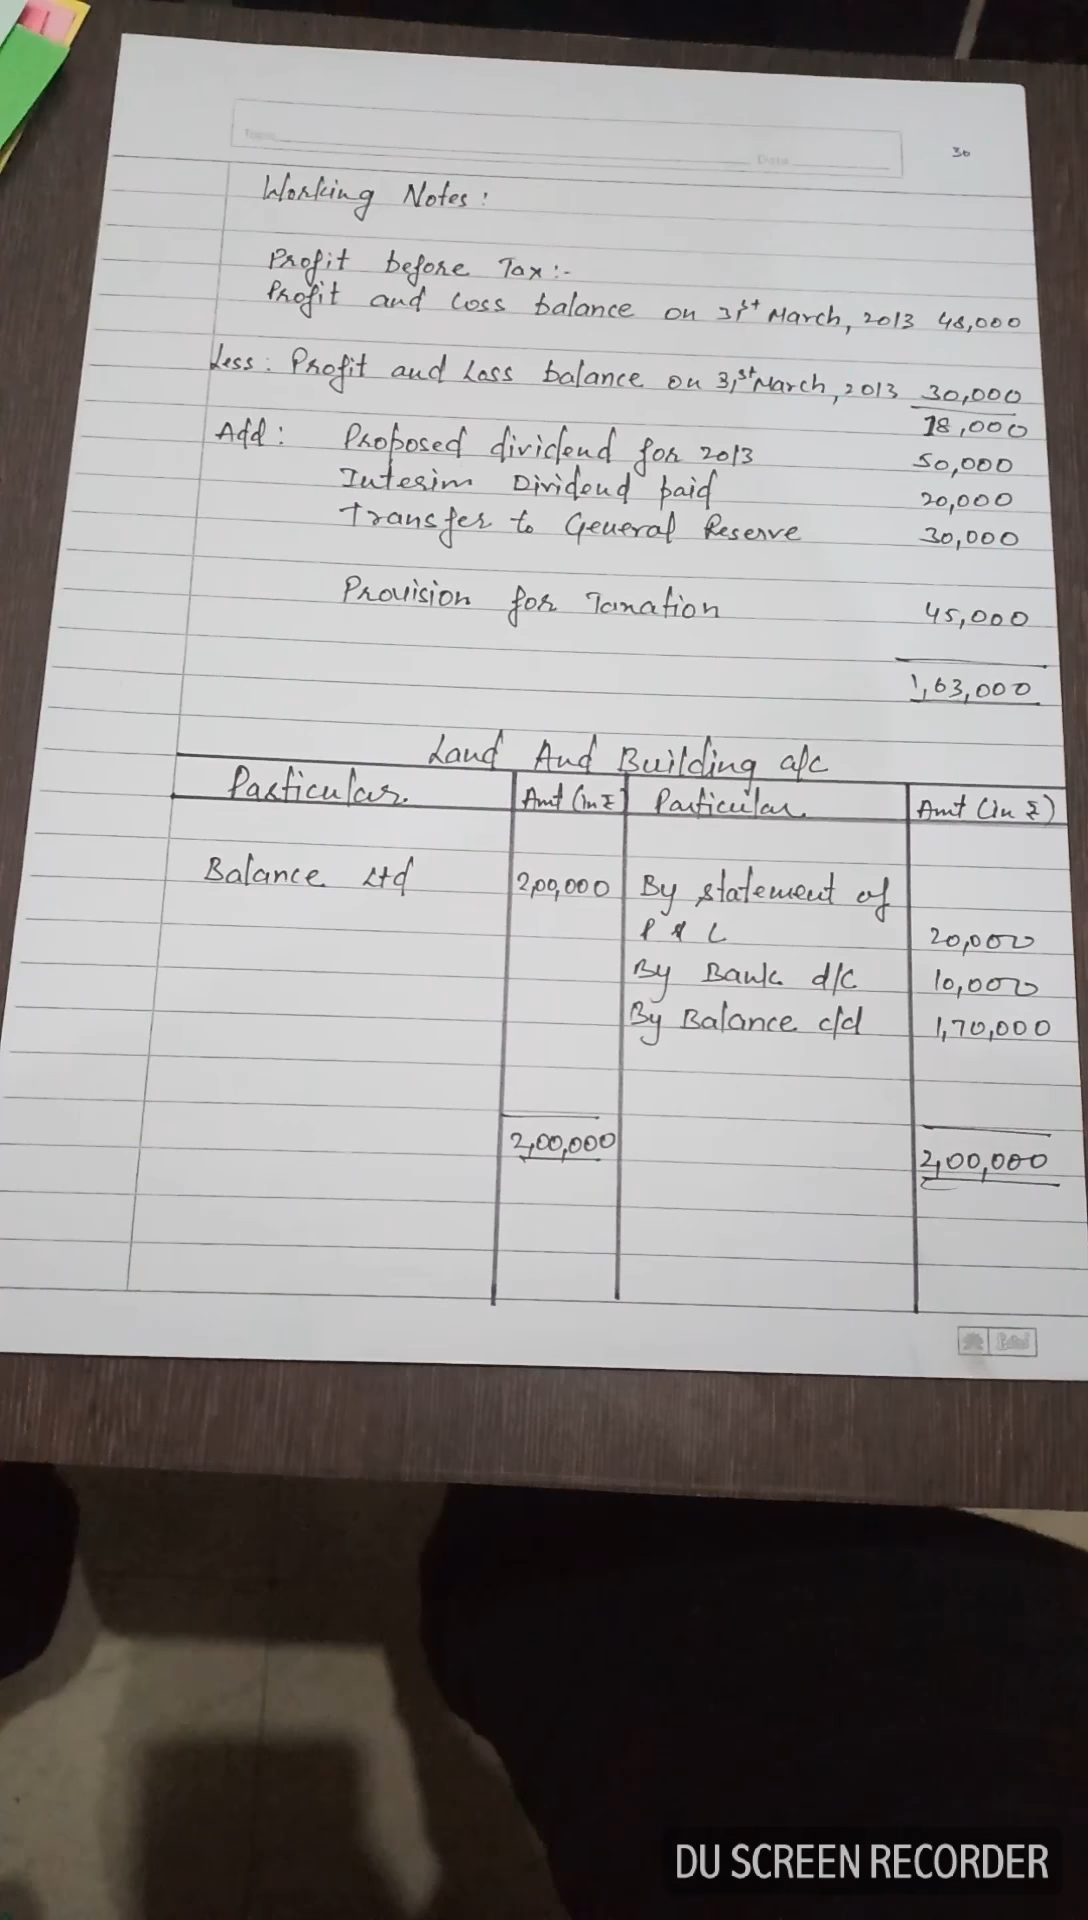 Date
30
Working Notes:
Profit before Tax:-
Profit and Loss balance on 31st March, 2013 48,000
Less: Profit and Loss balance on 31st March, 2013 30,000
18,000
Add: Proposed dividend for 2013 50,000
Interim Dividend paid 20,000
Transfer to General Reserve 30,000
Provision for Taxation 45,000
1,63,000
Land And Building a/c
Particular. Amt (in ₹) Particular. Amt (in ₹)
Balance Ltd 2,00,000 By statement of
P & L 20,000
By Bank d/c 10,000
By Balance c/d 1,70,000
2,00,000 2,00,000
DU SCREEN RECORDER